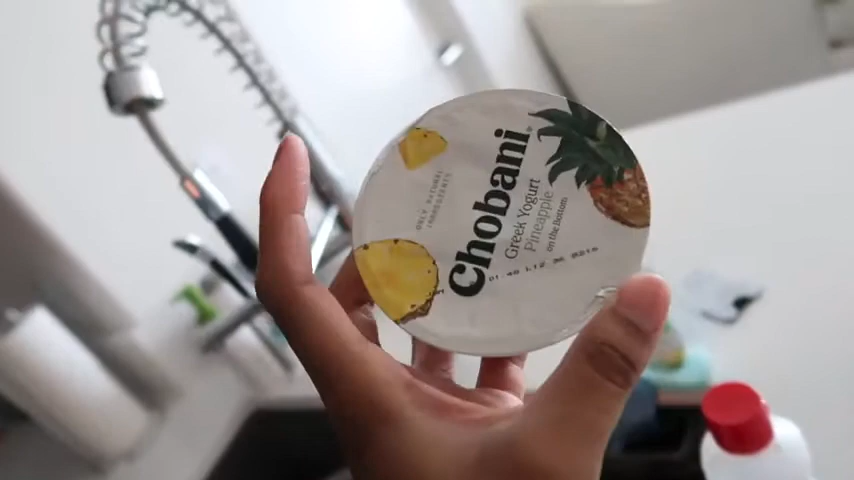 Chobani
Greek Yogurt
Pineapple
on the Bottom
ONLY NATURAL
INGREDIENTS